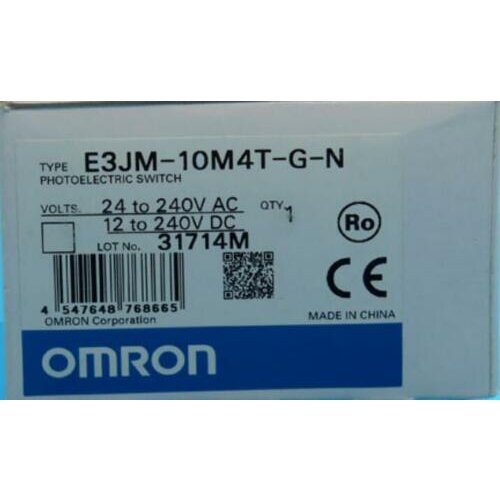 TYPE E3JM-10M4T-G-N
PHOTOELECTRIC SWITCH
VOLTS. 24 to 240V AC QTY. 1
12 to 240V DC
LOT No. 31714M
Ro
CE
4 547648 768665
OMRON Corporation
MADE IN CHINA
OMRON